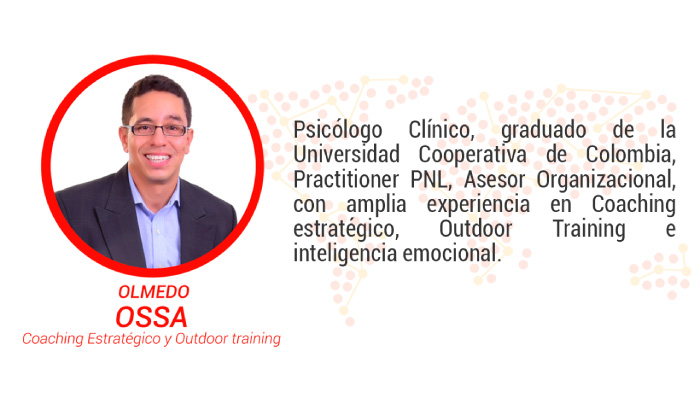 Psicólogo Clínico, graduado de la
Universidad Cooperativa de Colombia,
Practitioner PNL, Asesor Organizacional,
con amplia experiencia en Coaching
estratégico, Outdoor Training e
inteligencia emocional.
OLMEDO
OSSA
Coaching Estratégico y Outdoor training